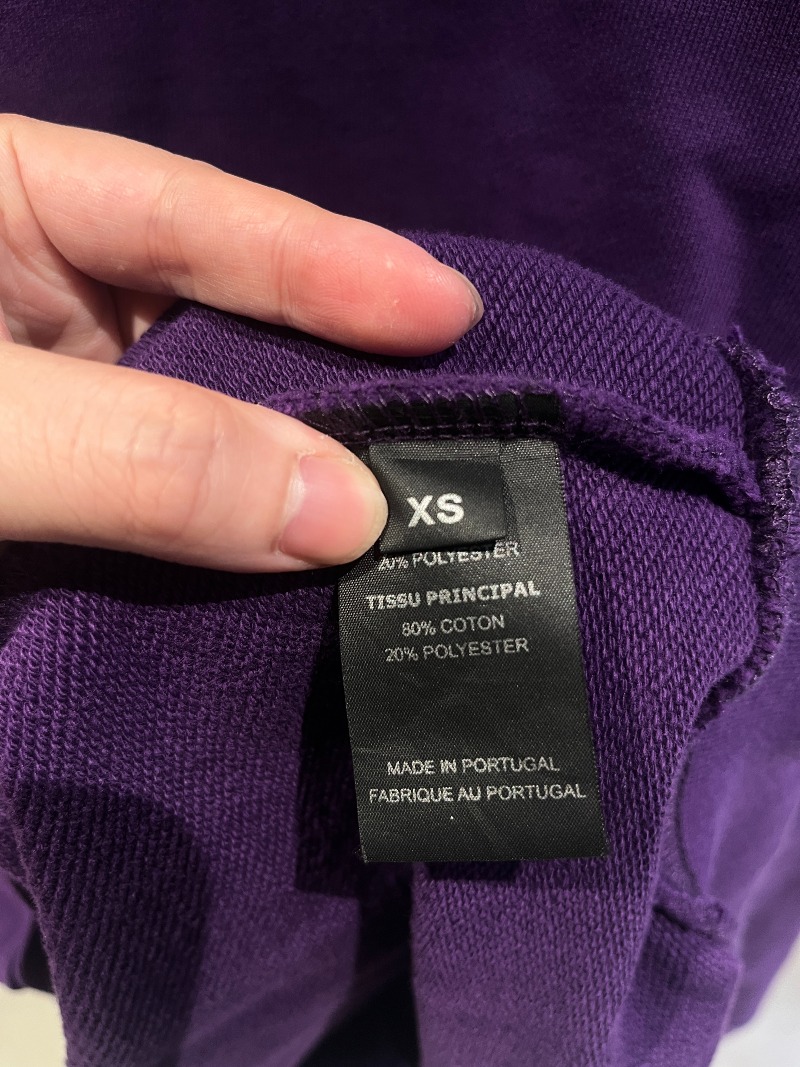 XS
20% POLYESTER
TISSU PRINCIPAL
80% COTON
20% POLYESTER
MADE IN PORTUGAL
FABRIQUE AU PORTUGAL